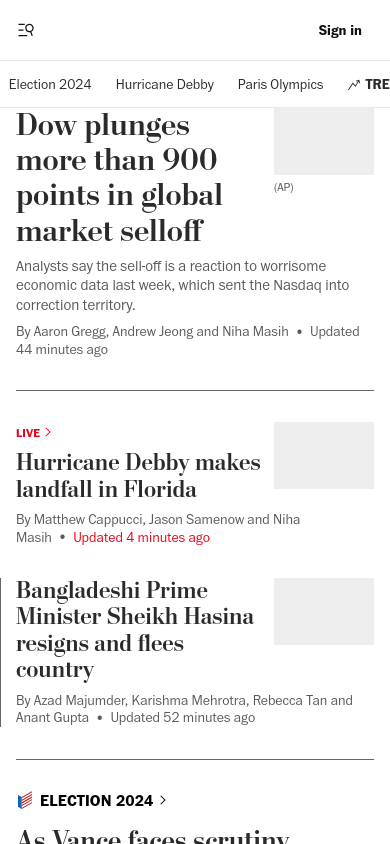 Sign in
Election 2024 Hurricane Debby Paris Olympics TRE
Dow plunges
more than 900
points in global
market selloff
(AP)
Analysts say the sell-off is a reaction to worrisome
economic data last week, which sent the Nasdaq into
correction territory.
By Aaron Gregg, Andrew Jeong and Niha Masih • Updated
44 minutes ago
LIVE
Hurricane Debby makes
landfall in Florida
By Matthew Cappucci, Jason Samenow and Niha
Masih • Updated 4 minutes ago
Bangladeshi Prime
Minister Sheikh Hasina
resigns and flees
country
By Azad Majumder, Karishma Mehrotra, Rebecca Tan and
Anant Gupta • Updated 52 minutes ago
ELECTION 2024
As Vance faces scrutiny